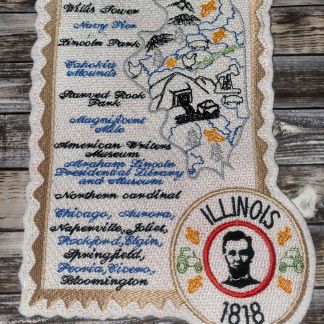 Willis Tower
Navy Pier
Lincoln Park
Cahokia
Mounds
Starved Rock
Park
Magnificent
Mile
American Writers
Museum
Abraham Lincoln
Presidential Library
and Museum
Northern cardinal
Chicago, Aurora,
Naperville, Joliet,
Rockford, Elgin,
Springfield,
Peoria, Cicero,
Bloomington
ILLINOIS
1818